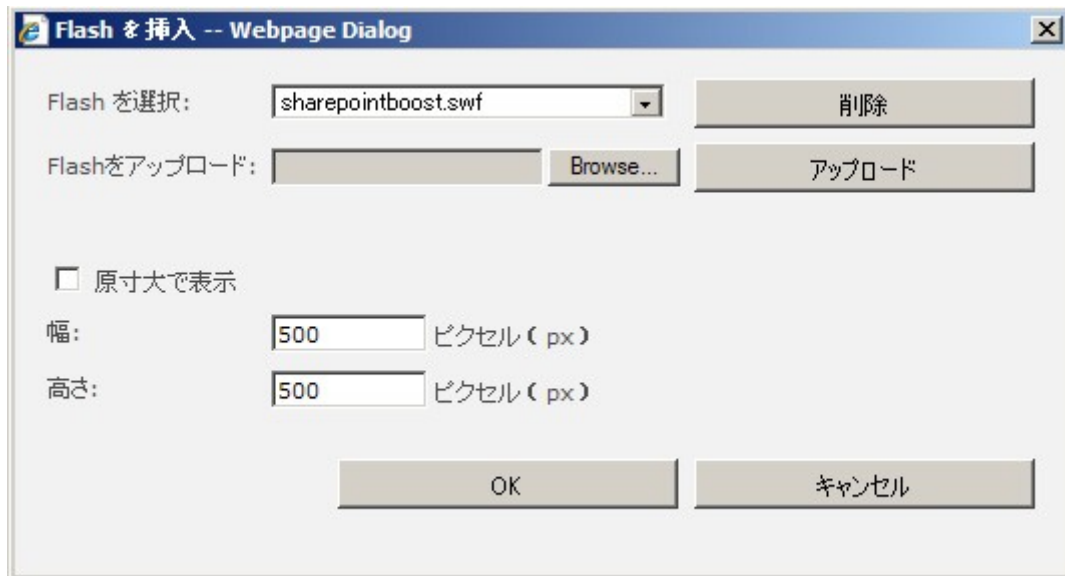 Flash を挿入 -- Webpage Dialog
Flash を選択: sharepointboost.swf 削除
Flashをアップロード: Browse... アップロード
原寸大で表示
幅: 500 ピクセル( px)
高さ: 500 ピクセル( px)
OK キャンセル